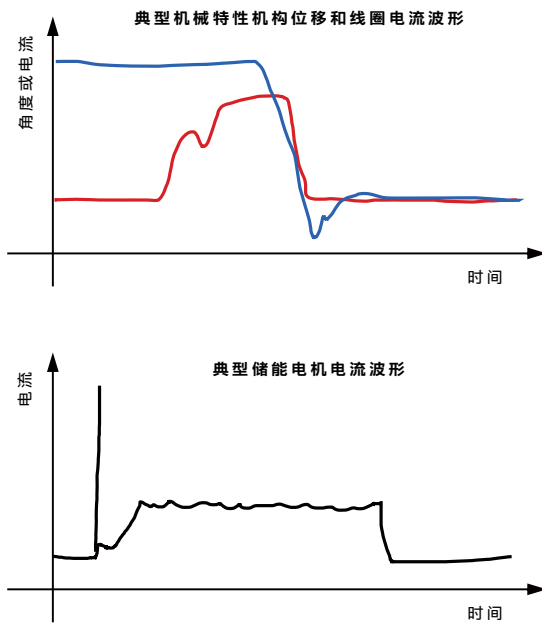 典型机械特性机构位移和线圈电流波形
角度或电流
时间
典型储能电机电流波形
电流
时间